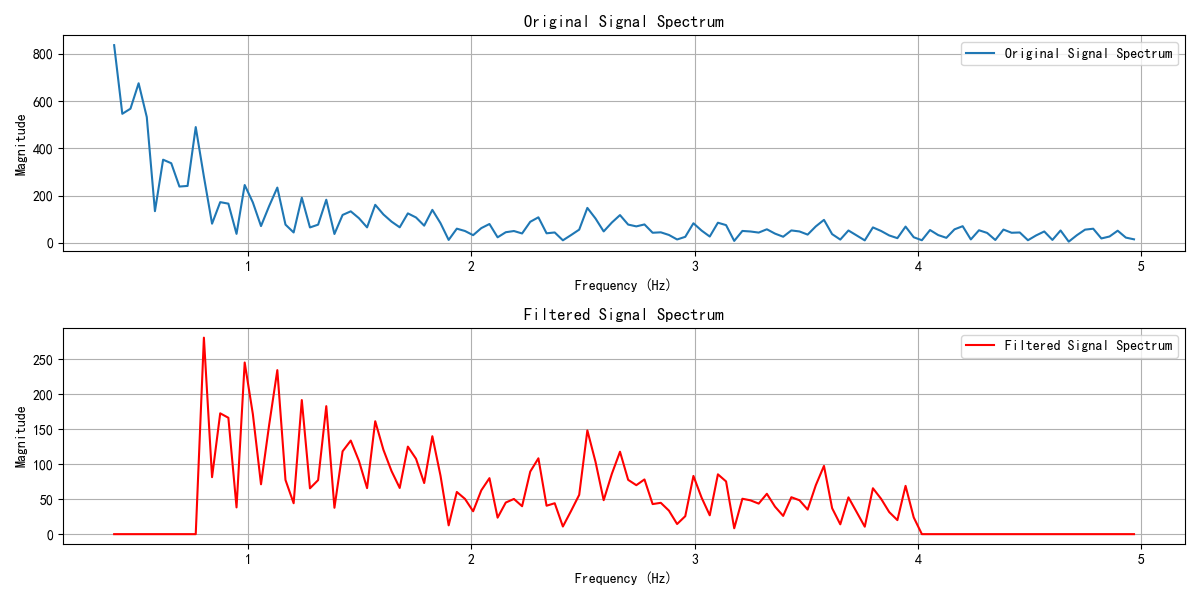 Original Signal Spectrum
Original Signal Spectrum
800
600
400
200
0
Magnitude
1 2 3 4 5
Frequency (Hz)
Filtered Signal Spectrum
Filtered Signal Spectrum
250
200
150
100
50
0
Magnitude
1 2 3 4 5
Frequency (Hz)